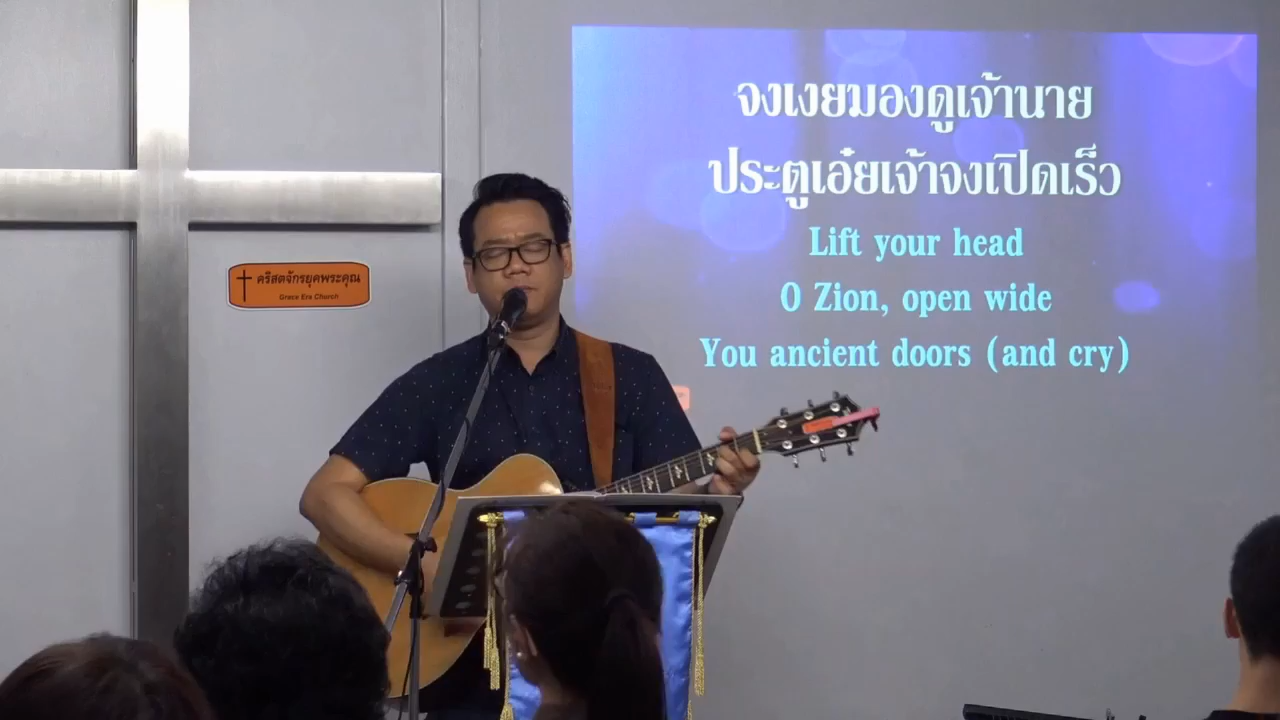 จงเงยมองดูเจ้านาย
ประตูเอ๋ยเจ้าจงเปิดเร็ว
Lift your head
O Zion, open wide
You ancient doors (and cry)
คริสตจักรยุคพระคุณ
Grace Era Church